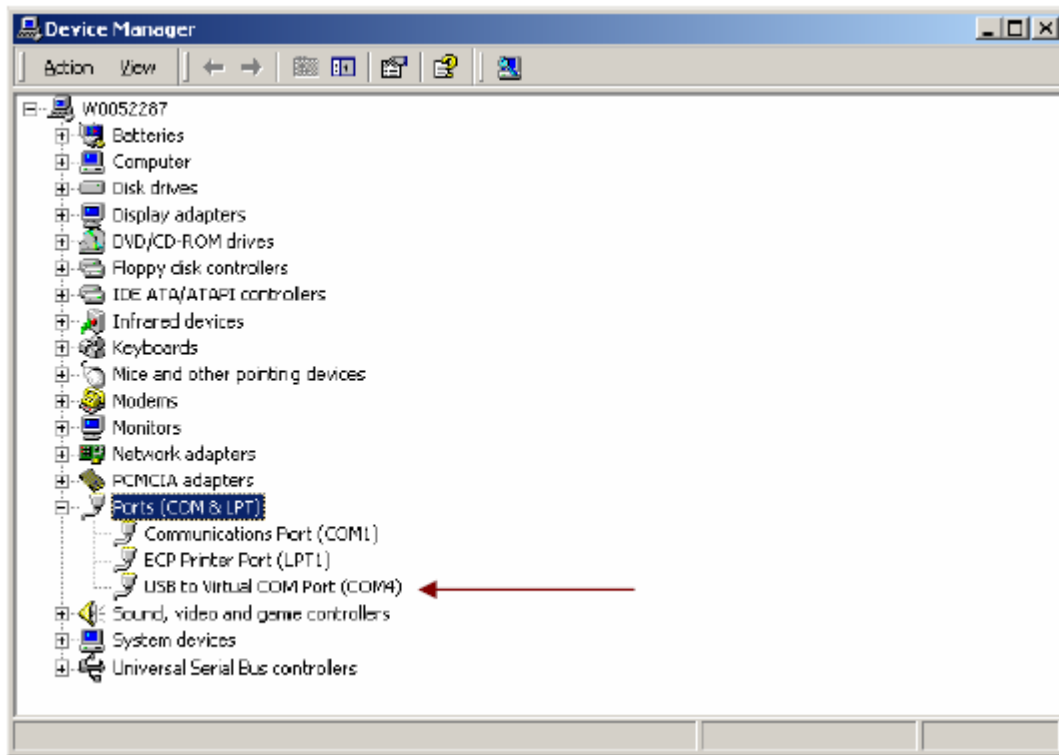 Device Manager
Action View
W0052287
Batteries
Computer
Disk drives
Display adapters
DVD/CD-ROM drives
Floppy disk controllers
IDE ATA/ATAPI controllers
Infrared devices
Keyboards
Mice and other pointing devices
Modems
Monitors
Network adapters
PCMCIA adapters
Ports (COM & LPT)
Communications Port (COM1)
ECP Printer Port (LPT1)
USB to Virtual COM Port (COM4)
Sound, video and game controllers
System devices
Universal Serial Bus controllers